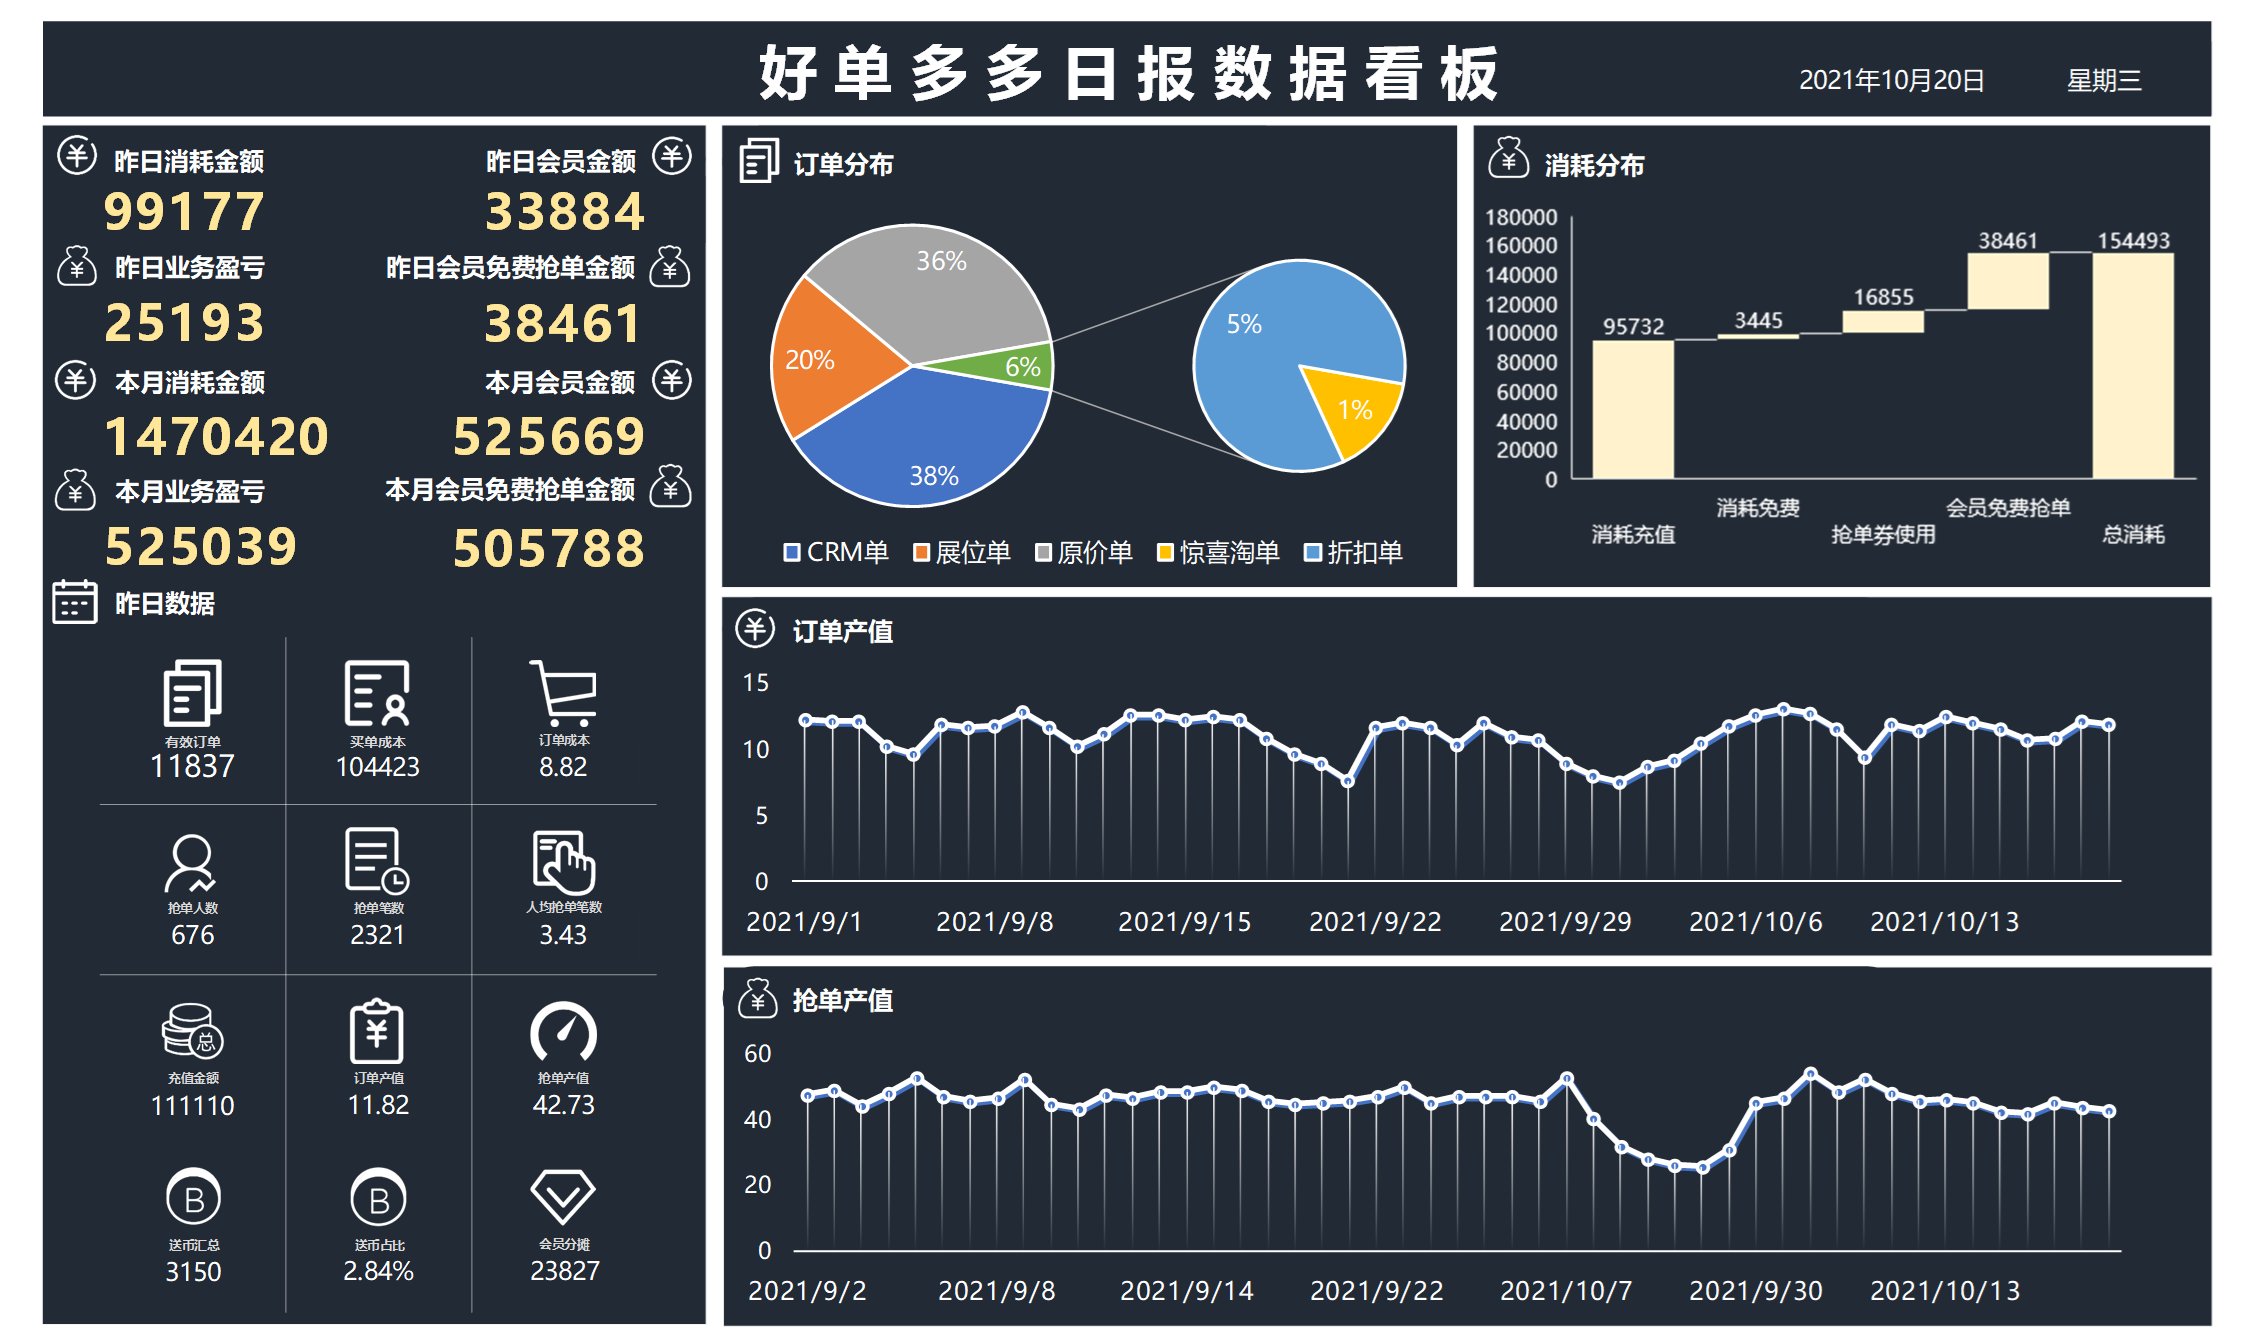 好单多多日报数据看板
2021年10月20日 星期三
昨日消耗金额 昨日会员金额
99177 33884
昨日业务盈亏 昨日会员免费抢单金额
25193 38461
本月消耗金额 本月会员金额
1470420 525669
本月业务盈亏 本月会员免费抢单金额
525039 505788
昨日数据
有效订单 买单成本 订单成本
11837 104423 8.82
抢单人数 抢单笔数 人均抢单笔数
676 2321 3.43
总
充值金额 订单产值 抢单产值
111110 11.82 42.73
B B
送币汇总 送币占比 会员分摊
3150 2.84% 23827
订单分布
36%
20%
6%
38%
5%
1%
CRM单 展位单 原价单 惊喜淘单 折扣单
消耗分布
180000
160000
140000
120000
100000
80000
60000
40000
20000
0
95732
3445
16855
38461
154493
消耗充值
消耗免费
抢单券使用
会员免费抢单
总消耗
订单产值
15
10
5
0
2021/9/1 2021/9/8 2021/9/15 2021/9/22 2021/9/29 2021/10/6 2021/10/13
抢单产值
60
40
20
0
2021/9/2 2021/9/8 2021/9/14 2021/9/22 2021/10/7 2021/9/30 2021/10/13